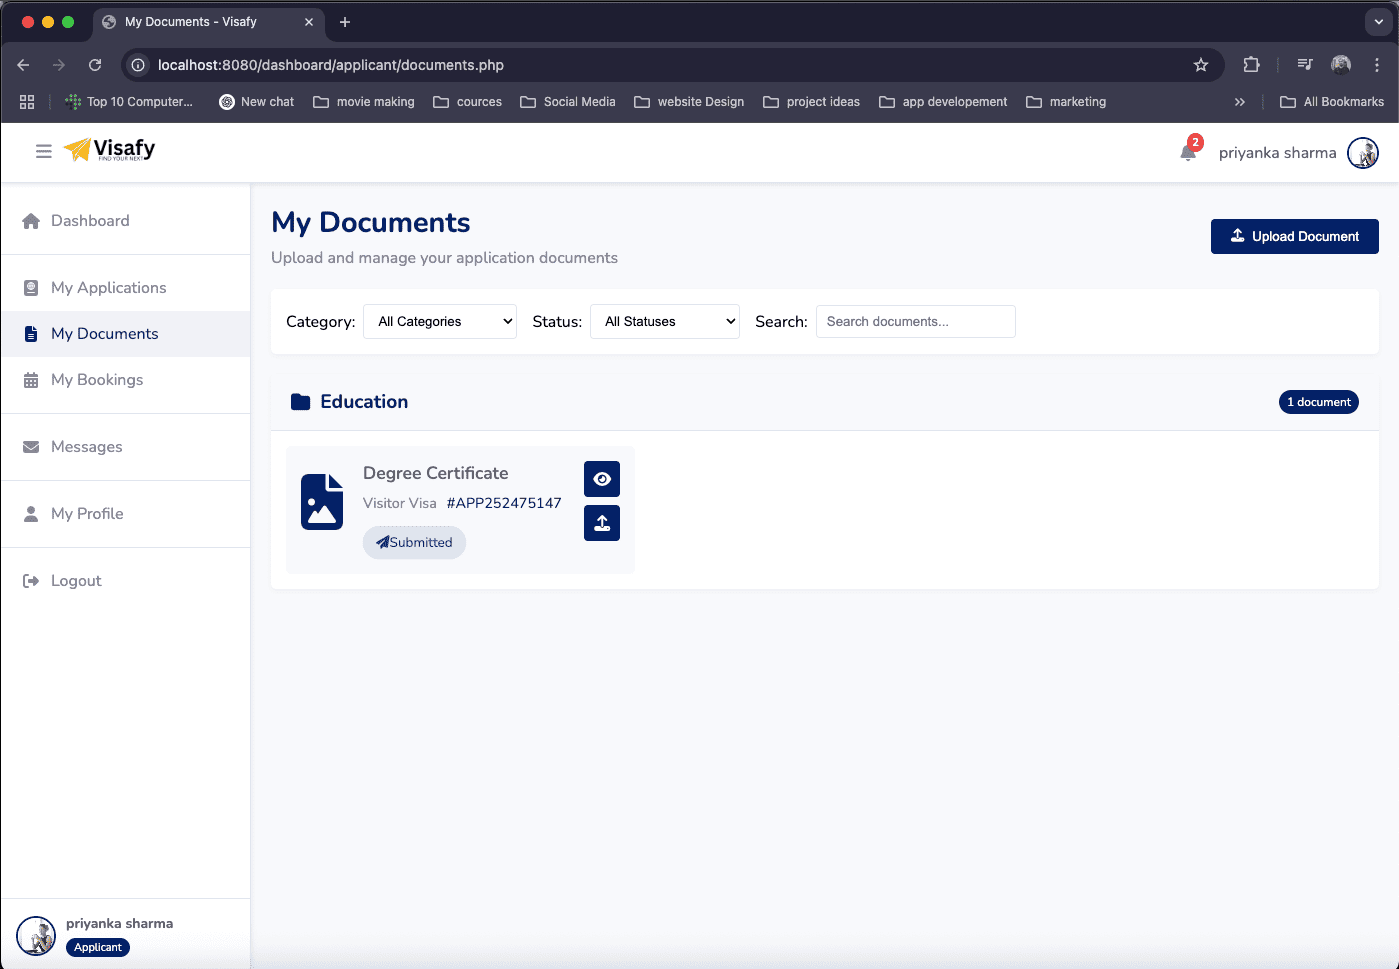 My Documents - Visafy
localhost:8080/dashboard/applicant/documents.php
Top 10 Computer...
New chat
movie making
cources
Social Media
website Design
project ideas
app developement
marketing
All Bookmarks
Visafy
FIND YOUR NEXT
2
priyanka sharma
Dashboard
My Applications
My Documents
My Bookings
Messages
My Profile
Logout
My Documents
Upload and manage your application documents
Upload Document
Category: All Categories Status: All Statuses Search: Search documents...
Education
1 document
Degree Certificate
Visitor Visa #APP252475147
Submitted
priyanka sharma
Applicant